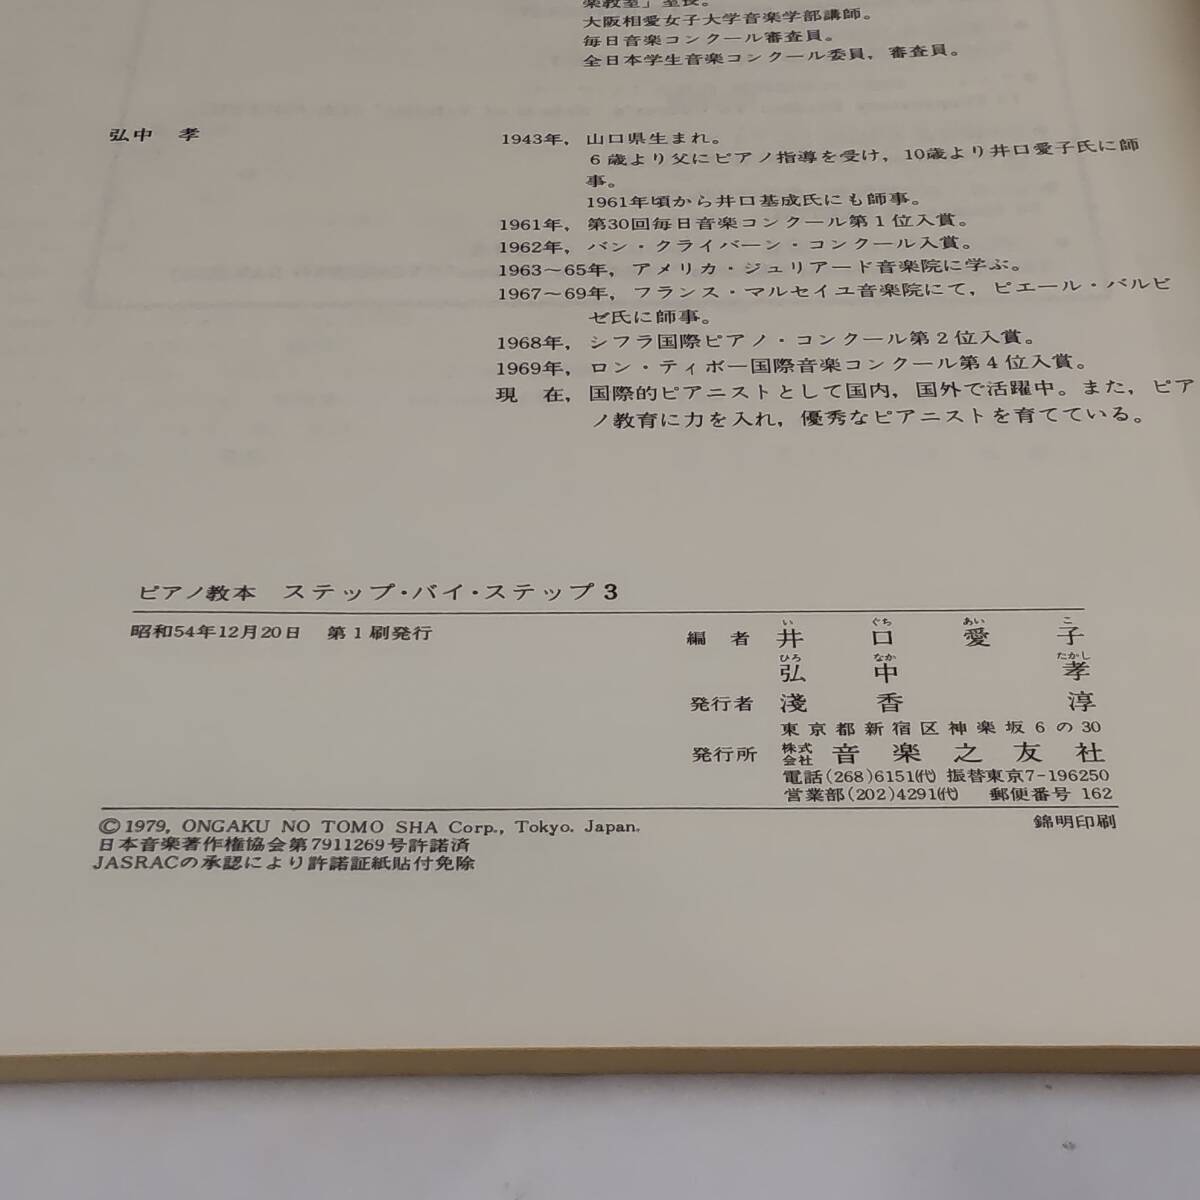 楽教室」室長。
大阪相愛女子大学音楽学部講師。
毎日音楽コンクール審査員。
全日本学生音楽コンクール委員，審査員。
弘中　孝
1943年，山口県生まれ。
6歳より父にピアノ指導を受け，10歳より井口愛子氏に師
事。
1961年頃から井口基成氏にも師事。
1961年，第30回毎日音楽コンクール第1位入賞。
1962年，バン・クライバーン・コンクール入賞。
1963～65年，アメリカ・ジュリアード音楽院に学ぶ。
1967～69年，フランス・マルセイユ音楽院にて，ピエール・バルビ
ゼ氏に師事。
1968年，シフラ国際ピアノ・コンクール第2位入賞。
1969年，ロン・ティボー国際音楽コンクール第4位入賞。
現　在，国際的ピアニストとして国内，国外で活躍中。また，ピア
ノ教育に力を入れ，優秀なピアニストを育てている。
ピアノ教本　ステップ・バイ・ステップ3
昭和54年12月20日　第1刷発行
い　ぐち　あい　こ
編　者　井　口　愛　子
ひろ　なか　たかし
弘　中　孝
発行者　淺　香　淳
東京都新宿区神楽坂6の30
発行所　株式会社　音楽之友社
電話(268)6151(代)　振替東京7-196250
営業部(202)4291(代)　郵便番号 162
© 1979, ONGAKU NO TOMO SHA Corp., Tokyo. Japan.
錦明印刷
日本音楽著作権協会第7911269号許諾済
JASRACの承認により許諾証紙貼付免除